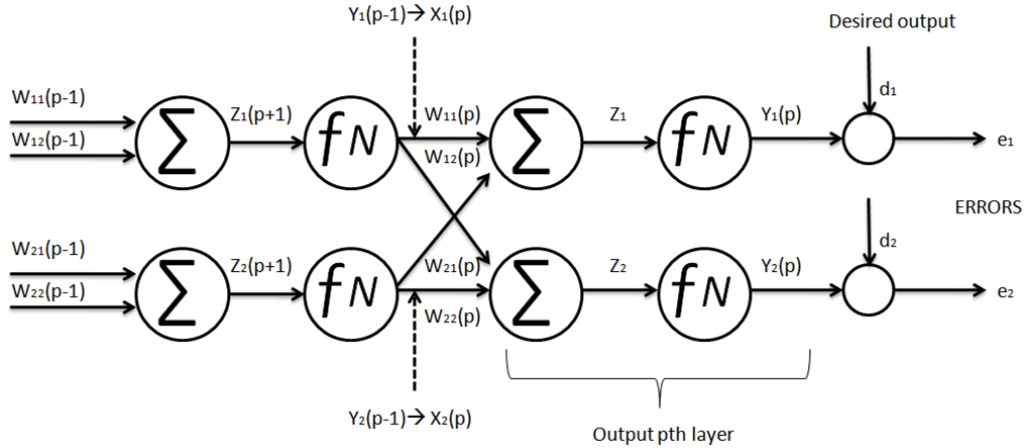 Y₁(p-1)→ X₁(p)
Desired output
W₁₁(p-1)
W₁₂(p-1)
∑
Z₁(p+1)
fN
W₁₁(p)
W₁₂(p)
∑
Z₁
fN
Y₁(p)
d₁
e₁
ERRORS
W₂₁(p-1)
W₂₂(p-1)
∑
Z₂(p+1)
fN
W₂₁(p)
W₂₂(p)
∑
Z₂
fN
Y₂(p)
d₂
e₂
Y₂(p-1)→ X₂(p)
Output pth layer